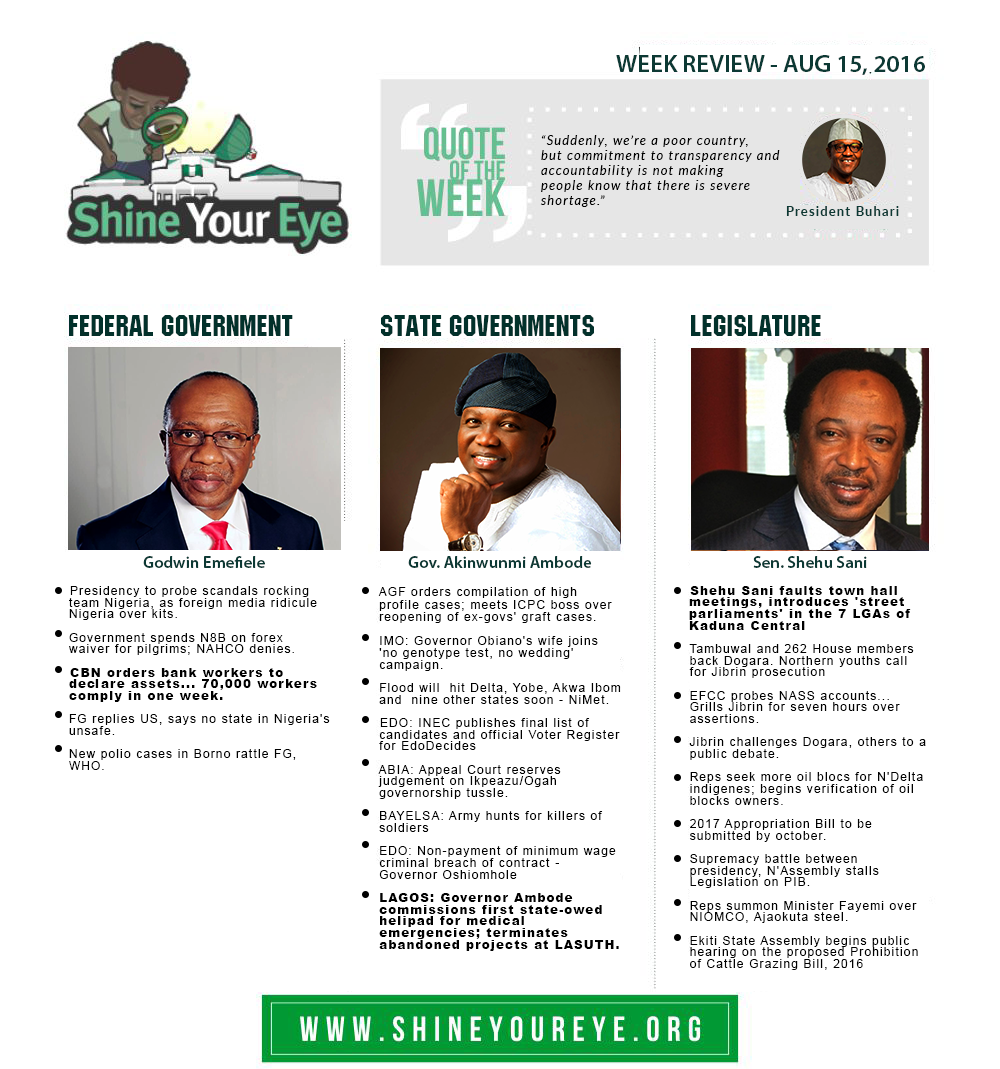 Shine Your Eye
WEEK REVIEW - AUG 15, 2016
QUOTE
OF THE
WEEK
“Suddenly, we're a poor country,
but commitment to transparency and
accountability is not making
people know that there is severe
shortage.”
President Buhari
FEDERAL GOVERNMENT
Godwin Emefiele
• Presidency to probe scandals rocking
team Nigeria, as foreign media ridicule
Nigeria over kits.
• Government spends N8B on forex
waiver for pilgrims; NAHCO denies.
• CBN orders bank workers to
declare assets... 70,000 workers
comply in one week.
• FG replies US, says no state in Nigeria's
unsafe.
• New polio cases in Borno rattle FG,
WHO.
STATE GOVERNMENTS
Gov. Akinwunmi Ambode
• AGF orders compilation of high
profile cases; meets ICPC boss over
reopening of ex-govs' graft cases.
• IMO: Governor Obiano's wife joins
'no genotype test, no wedding'
campaign.
• Flood will hit Delta, Yobe, Akwa Ibom
and nine other states soon - NiMet.
• EDO: INEC publishes final list of
candidates and official Voter Register
for EdoDecides
• ABIA: Appeal Court reserves
judgement on Ikpeazu/Ogah
governorship tussle.
• BAYELSA: Army hunts for killers of
soldiers
• EDO: Non-payment of minimum wage
criminal breach of contract -
Governor Oshiomhole
• LAGOS: Governor Ambode
commissions first state-owed
helipad for medical
emergencies; terminates
abandoned projects at LASUTH.
LEGISLATURE
Sen. Shehu Sani
• Shehu Sani faults town hall
meetings, introduces 'street
parliaments' in the 7 LGAs of
Kaduna Central
• Tambuwal and 262 House members
back Dogara. Northern youths call
for Jibrin prosecution
• EFCC probes NASS accounts...
Grills Jibrin for seven hours over
assertions.
• Jibrin challenges Dogara, others to a
public debate.
• Reps seek more oil blocs for N'Delta
indigenes; begins verification of oil
blocks owners.
• 2017 Appropriation Bill to be
submitted by october.
• Supremacy battle between
presidency, N'Assembly stalls
Legislation on PIB.
• Reps summon Minister Fayemi over
NIOMCO, Ajaokuta steel.
• Ekiti State Assembly begins public
hearing on the proposed Prohibition
of Cattle Grazing Bill, 2016
WWW.SHINEYOUREYE.ORG